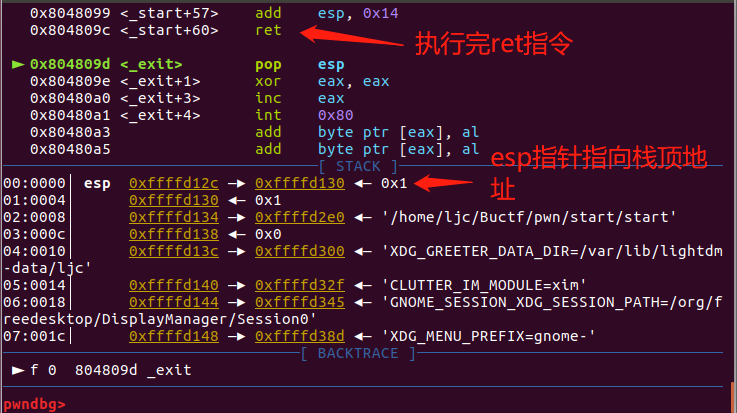 0x8048099 <_start+57> add esp, 0x14
0x804809c <_start+60> ret
执行完ret指令
► 0x804809d <_exit> pop esp
0x804809e <_exit+1> xor eax, eax
0x80480a0 <_exit+3> inc eax
0x80480a1 <_exit+4> int 0x80
0x80480a3 add byte ptr [eax], al
0x80480a5 add byte ptr [eax], al
esp指针指向栈顶地
址
[ STACK ]
00:0000│ esp 0xffffd12c —► 0xffffd130 ◄— 0x1
01:0004│ 0xffffd130 ◄— 0x1
02:0008│ 0xffffd134 —► 0xffffd2e0 ◄— '/home/ljc/Buctf/pwn/start/start'
03:000c│ 0xffffd138 ◄— 0x0
04:0010│ 0xffffd13c —► 0xffffd300 ◄— 'XDG_GREETER_DATA_DIR=/var/lib/lightdm
-data/ljc'
05:0014│ 0xffffd140 —► 0xffffd32f ◄— 'CLUTTER_IM_MODULE=xim'
06:0018│ 0xffffd144 —► 0xffffd345 ◄— 'GNOME_SESSION_XDG_SESSION_PATH=/org/f
reedesktop/DisplayManager/Session0'
07:001c│ 0xffffd148 —► 0xffffd38d ◄— 'XDG_MENU_PREFIX=gnome-'
[ BACKTRACE ]
► f 0 804809d _exit
pwndbg>